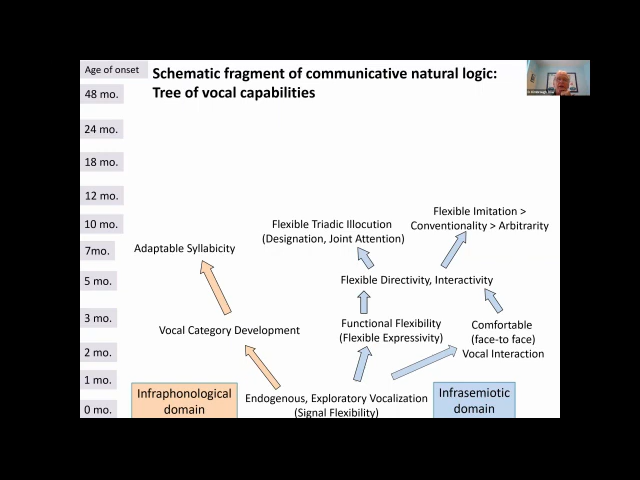 Age of onset
Schematic fragment of communicative natural logic:
Tree of vocal capabilities
48 mo.
24 mo.
18 mo.
12 mo.
10 mo.
7mo.
5 mo.
3 mo.
2 mo.
1 mo.
0 mo.
Flexible Imitation >
Conventionality > Arbitrarity
Flexible Triadic Illocution
(Designation, Joint Attention)
Adaptable Syllabicity
Flexible Directivity, Interactivity
Vocal Category Development
Functional Flexibility
(Flexible Expressivity)
Comfortable
(face-to face)
Vocal Interaction
Infraphonological
domain
Endogenous, Exploratory Vocalization
(Signal Flexibility)
Infrasemiotic
domain